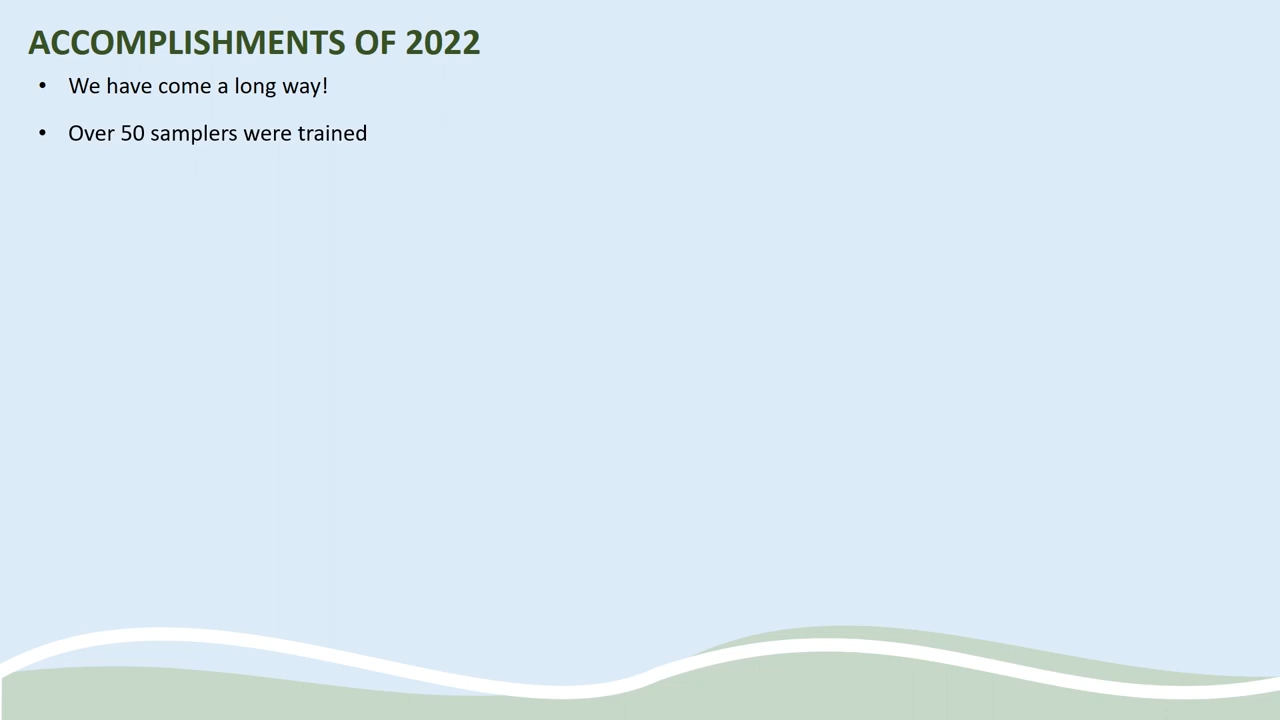 ACCOMPLISHMENTS OF 2022
• We have come a long way!
• Over 50 samplers were trained